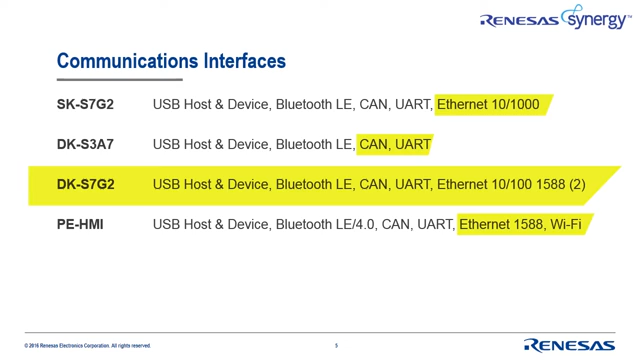 RENESAS synergy™
Communications Interfaces
SK-S7G2 USB Host & Device, Bluetooth LE, CAN, UART, Ethernet 10/1000
DK-S3A7 USB Host & Device, Bluetooth LE, CAN, UART
DK-S7G2 USB Host & Device, Bluetooth LE, CAN, UART, Ethernet 10/100 1588 (2)
PE-HMI USB Host & Device, Bluetooth LE/4.0, CAN, UART, Ethernet 1588, Wi-Fi
© 2016 Renesas Electronics Corporation. All rights reserved. 5 RENESAS